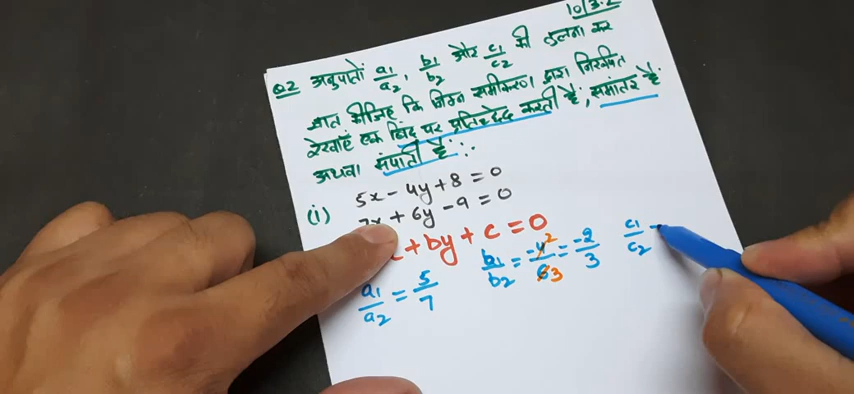 10/3.2
Q2 अनुपातों a1/a2, b1/b2 और c1/c2 की तुलना कर
ज्ञात कीजिए कि निम्न समीकरण द्वारा निरूपित
रेखाएँ एक बिंदु पर प्रतिच्छेद करती है, समांतर है
अथवा संपाती है :·
(i) 5x - 4y + 8 = 0
7x + 6y - 9 = 0
x + by + c = 0
a1/a2 = 5/7 b1/b2 = -4 2/6 3 = -2/3 c1/c2 =